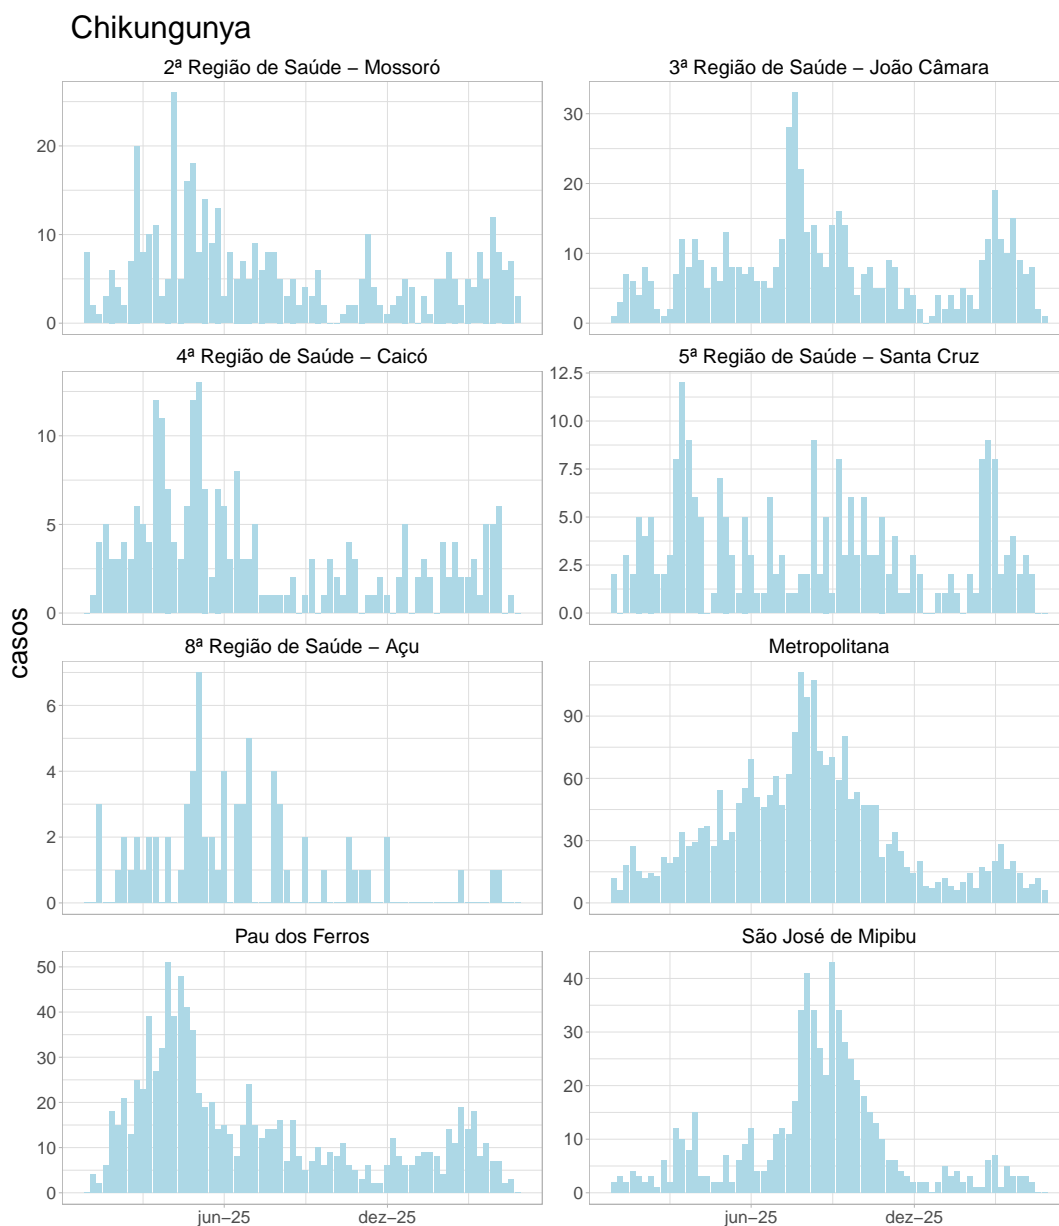 Chikungunya
2ª Região de Saúde – Mossoró
3ª Região de Saúde – João Câmara
20
10
0
30
20
10
0
4ª Região de Saúde – Caicó
5ª Região de Saúde – Santa Cruz
10
5
0
12.5
10.0
7.5
5.0
2.5
0.0
casos
8ª Região de Saúde – Açu
Metropolitana
6
4
2
0
90
60
30
0
Pau dos Ferros
São José de Mipibu
50
40
30
20
10
0
40
30
20
10
0
jun–25
dez–25
jun–25
dez–25